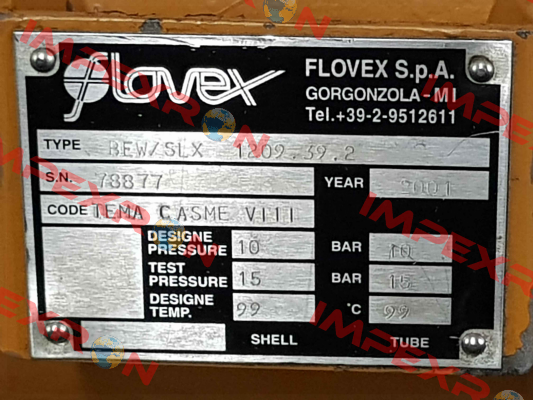 flovex
FLOVEX S.p.A.
GORGONZOLA - MI
Tel.+39-2-9512611
TYPE BEW/SLX 1209.39.2
S.N. 78877 YEAR 2001
CODE TEMA CASME VIII
DESIGNE PRESSURE 10 BAR 10
TEST PRESSURE 15 BAR 15
DESIGNE TEMP. 99 °C 99
SHELL TUBE
IMPEXRON